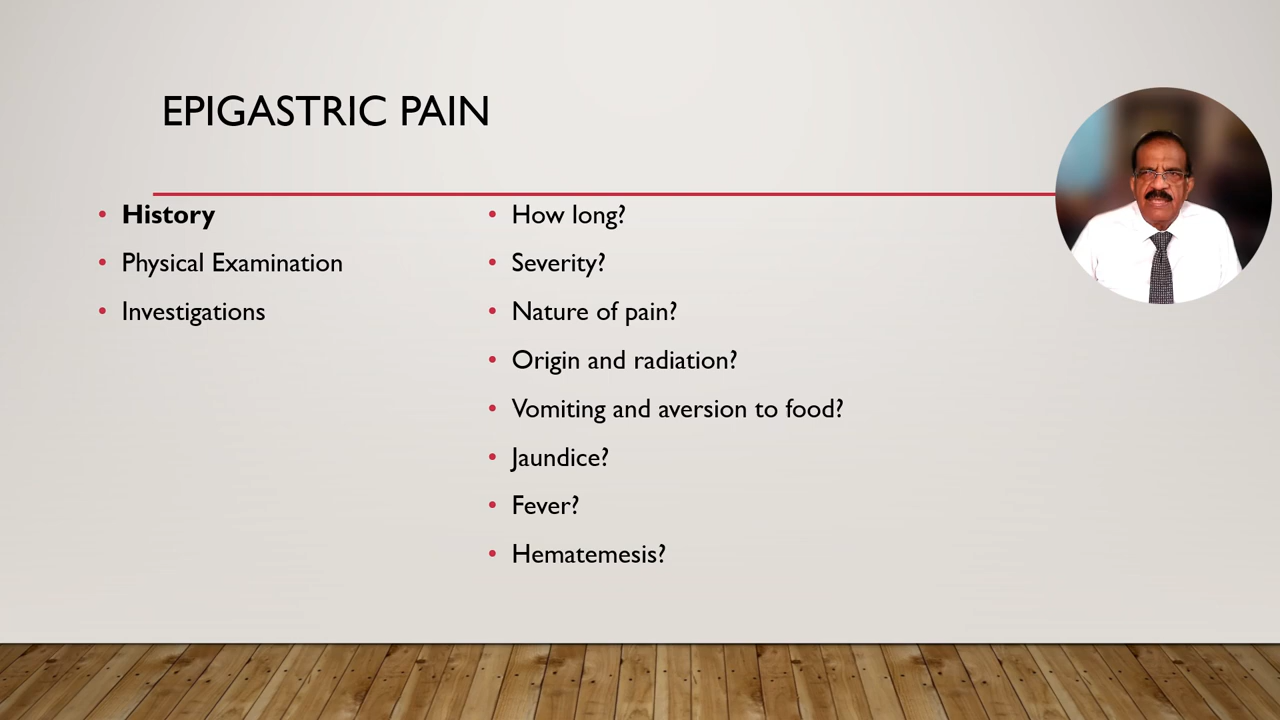 EPIGASTRIC PAIN
History
Physical Examination
Investigations
How long?
Severity?
Nature of pain?
Origin and radiation?
Vomiting and aversion to food?
Jaundice?
Fever?
Hematemesis?